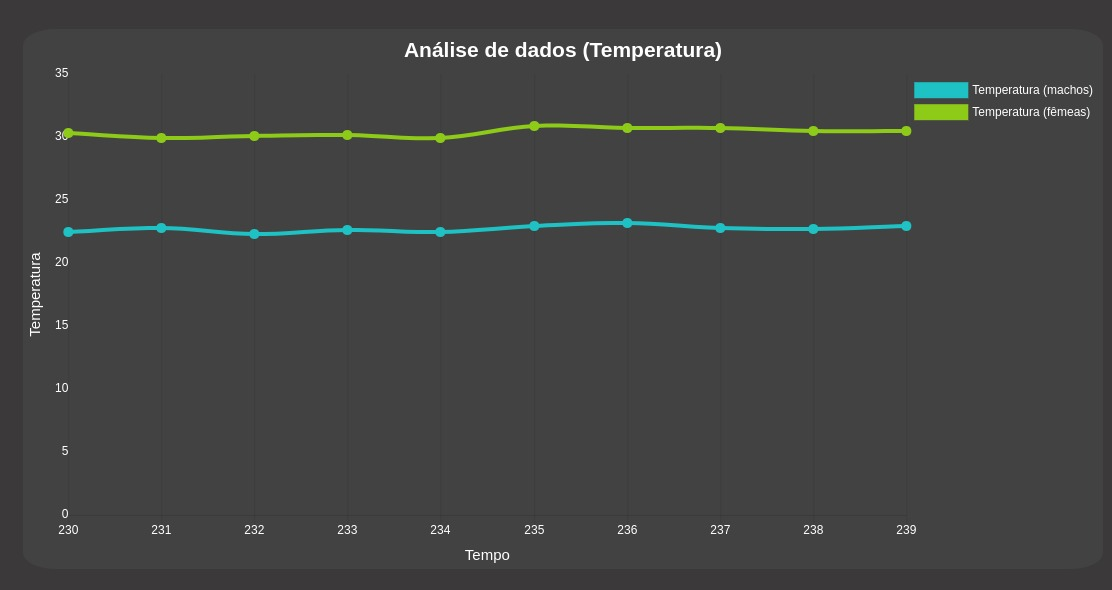 Análise de dados (Temperatura)
35
30
25
20
15
10
5
0
Temperatura
230 231 232 233 234 235 236 237 238 239
Tempo
Temperatura (machos)
Temperatura (fêmeas)